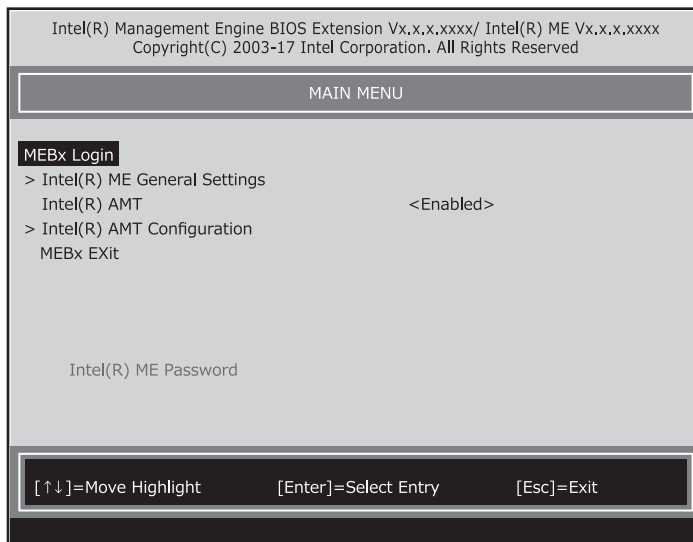 Intel(R) Management Engine BIOS Extension Vx.x.x.xxxx/ Intel(R) ME Vx.x.x.xxxx
Copyright(C) 2003-17 Intel Corporation. All Rights Reserved
MAIN MENU
MEBx Login
> Intel(R) ME General Settings
Intel(R) AMT <Enabled>
> Intel(R) AMT Configuration
MEBx EXit
Intel(R) ME Password
[↑↓]=Move Highlight [Enter]=Select Entry [Esc]=Exit